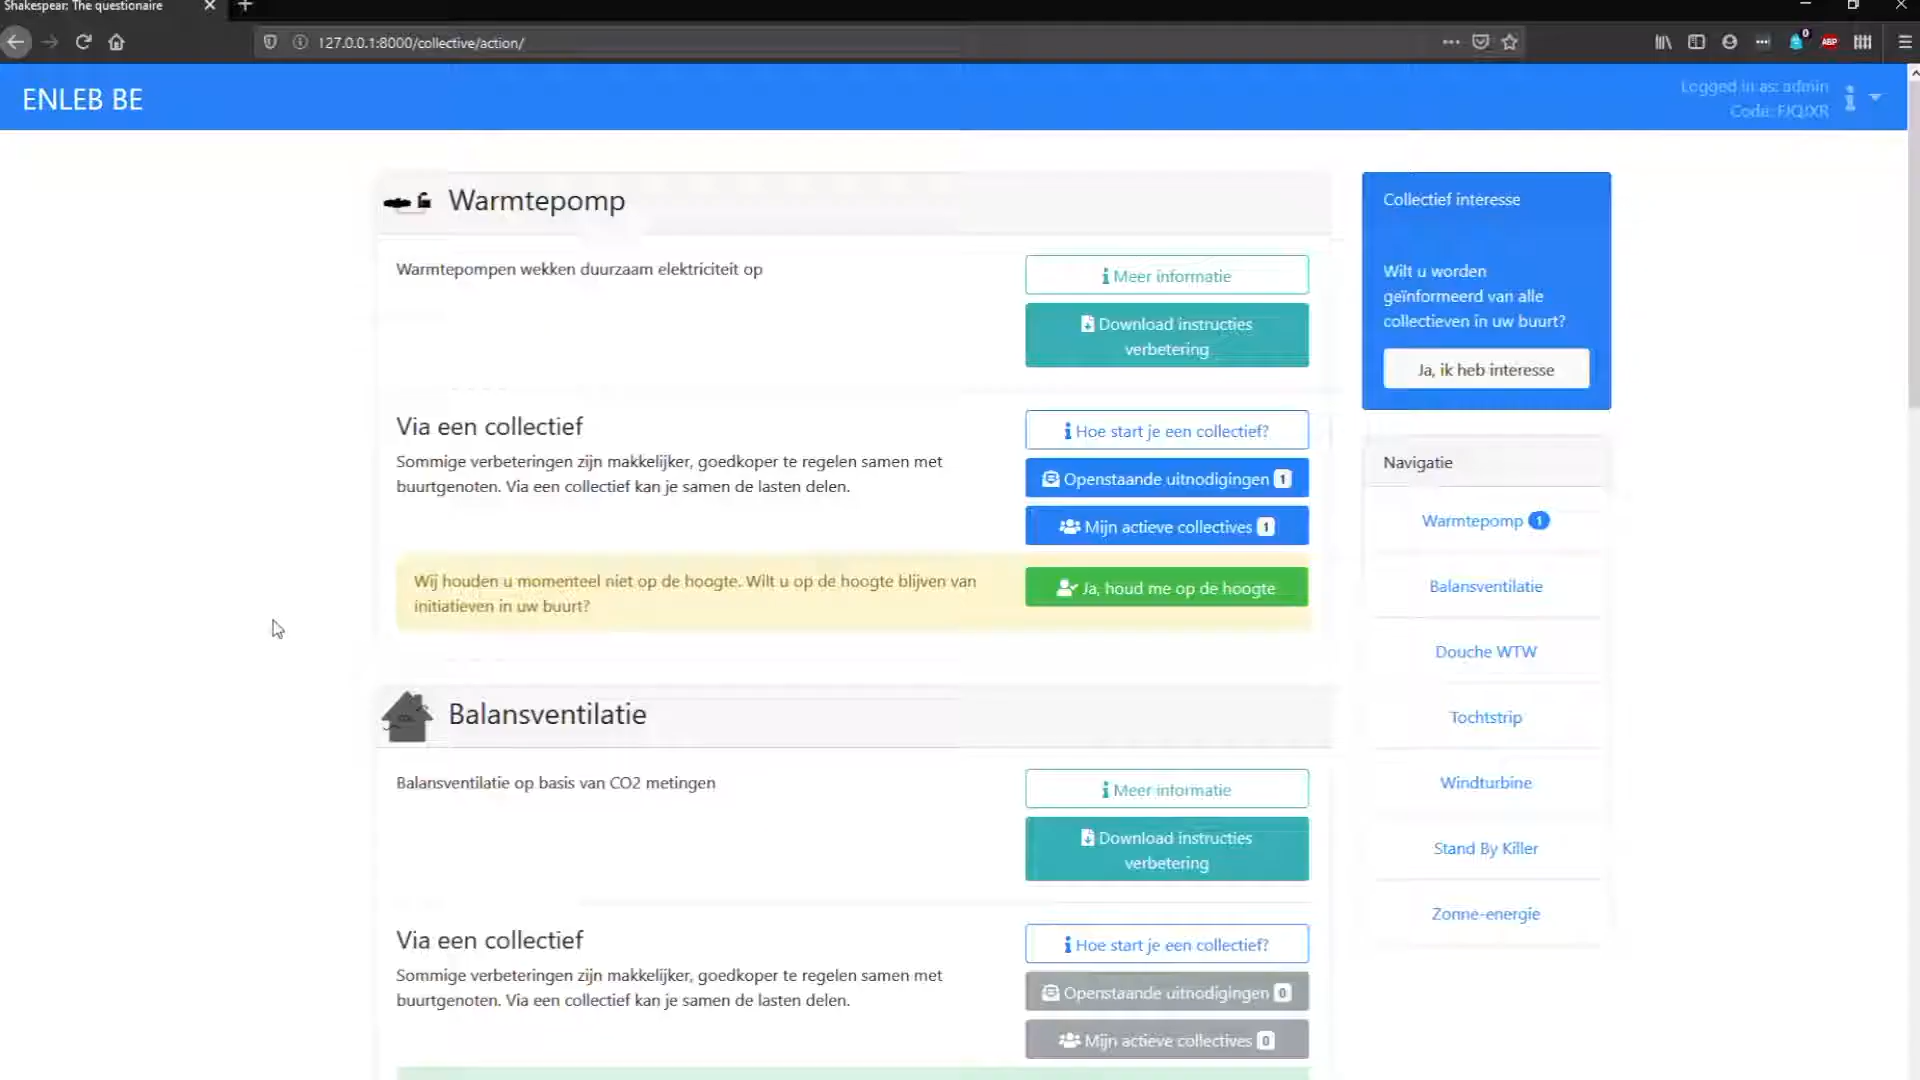 Shakespear: The questionaire
127.0.0.1:8000/collective/action/
0
ABP
ENLEB BE
Logged in as: admin
Code: FJQJXR
Warmtepomp
Warmtepompen wekken duurzaam elektriciteit op
Meer informatie
Download instructies
verbetering
Via een collectief
Sommige verbeteringen zijn makkelijker, goedkoper te regelen samen met
buurtgenoten. Via een collectief kan je samen de lasten delen.
Hoe start je een collectief?
Openstaande uitnodigingen 1
Mijn actieve collectives 1
Wij houden u momenteel niet op de hoogte. Wilt u op de hoogte blijven van
initiatieven in uw buurt?
Ja, houd me op de hoogte
Balansventilatie
Balansventilatie op basis van CO2 metingen
Meer informatie
Download instructies
verbetering
Via een collectief
Sommige verbeteringen zijn makkelijker, goedkoper te regelen samen met
buurtgenoten. Via een collectief kan je samen de lasten delen.
Hoe start je een collectief?
Openstaande uitnodigingen 0
Mijn actieve collectives 0
Collectief interesse
Wilt u worden
geïnformeerd van alle
collectieven in uw buurt?
Ja, ik heb interesse
Navigatie
Warmtepomp 1
Balansventilatie
Douche WTW
Tochtstrip
Windturbine
Stand By Killer
Zonne-energie